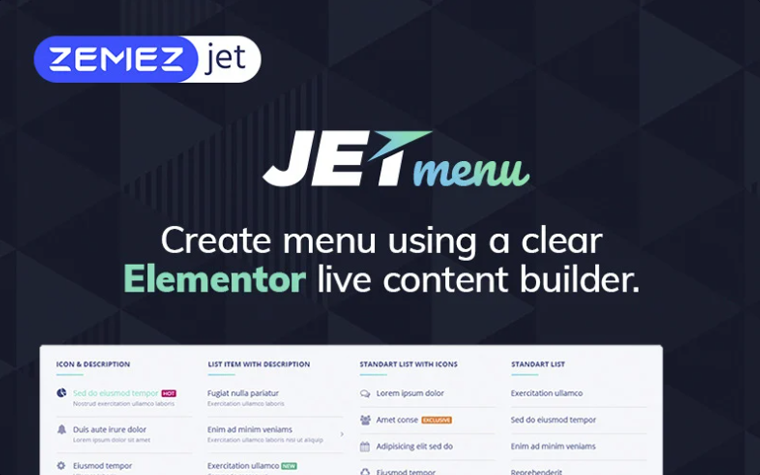 ZEMEZ jet
JET menu
Create menu using a clear
Elementor live content builder.
ICON & DESCRIPTION
LIST ITEM WITH DESCRIPTION
STANDART LIST WITH ICONS
STANDART LIST
Sed do eiusmod tempor HOT
Nostrud exercitation ullamco laboris
Fugiat nulla pariatur
Exercitation ullamco laboris
Lorem ipsum dolor
Exercitation ullamco
Duis aute irure dolor
Lorem ipsum dolor sit amet
Enim ad minim veniams
Exercitation ullamco laboris nisi ut aliquip
Amet conse EXCLUSIVE
Sed do eiusmod tempor
Adipisicing elit sed do
Enim ad minim veniams
Eiusmod tempor
Exercitation ullamco NEW
Eiusmod tempor
Reprehenderit